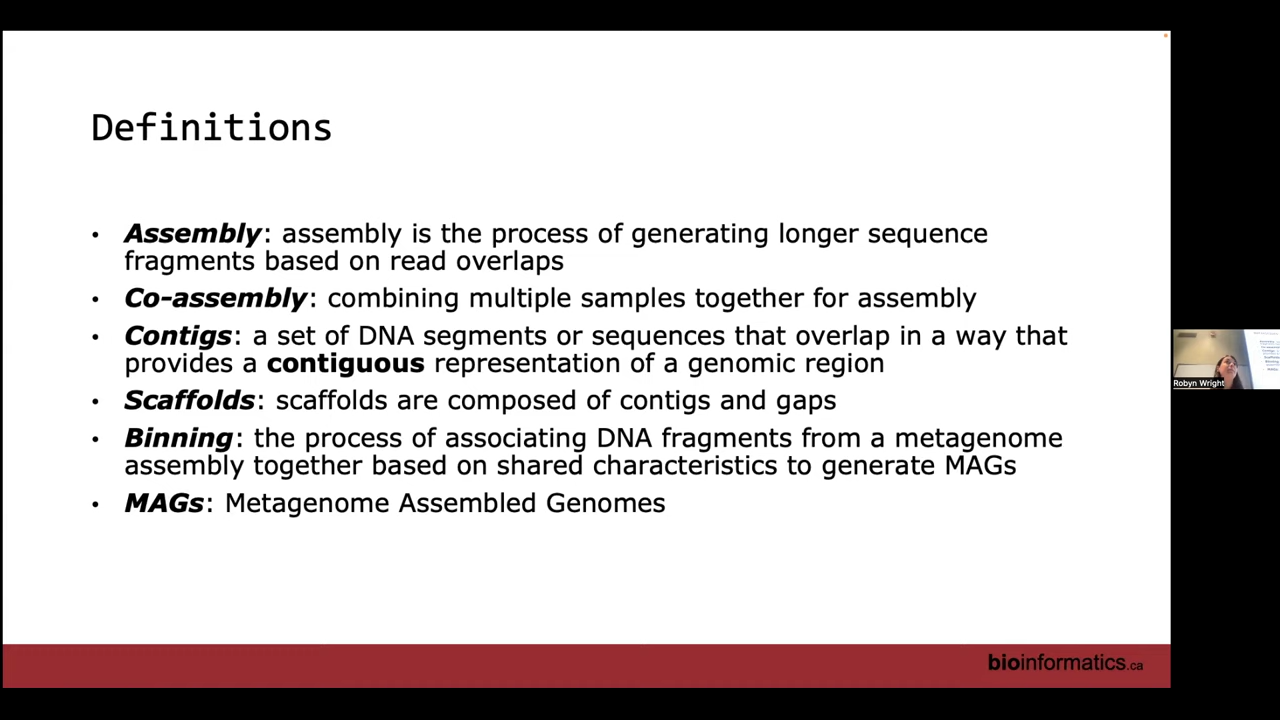 Definitions
• Assembly: assembly is the process of generating longer sequence
fragments based on read overlaps
• Co-assembly: combining multiple samples together for assembly
• Contigs: a set of DNA segments or sequences that overlap in a way that
provides a contiguous representation of a genomic region
• Scaffolds: scaffolds are composed of contigs and gaps
• Binning: the process of associating DNA fragments from a metagenome
assembly together based on shared characteristics to generate MAGs
• MAGs: Metagenome Assembled Genomes
Robyn Wright
bioinformatics.ca